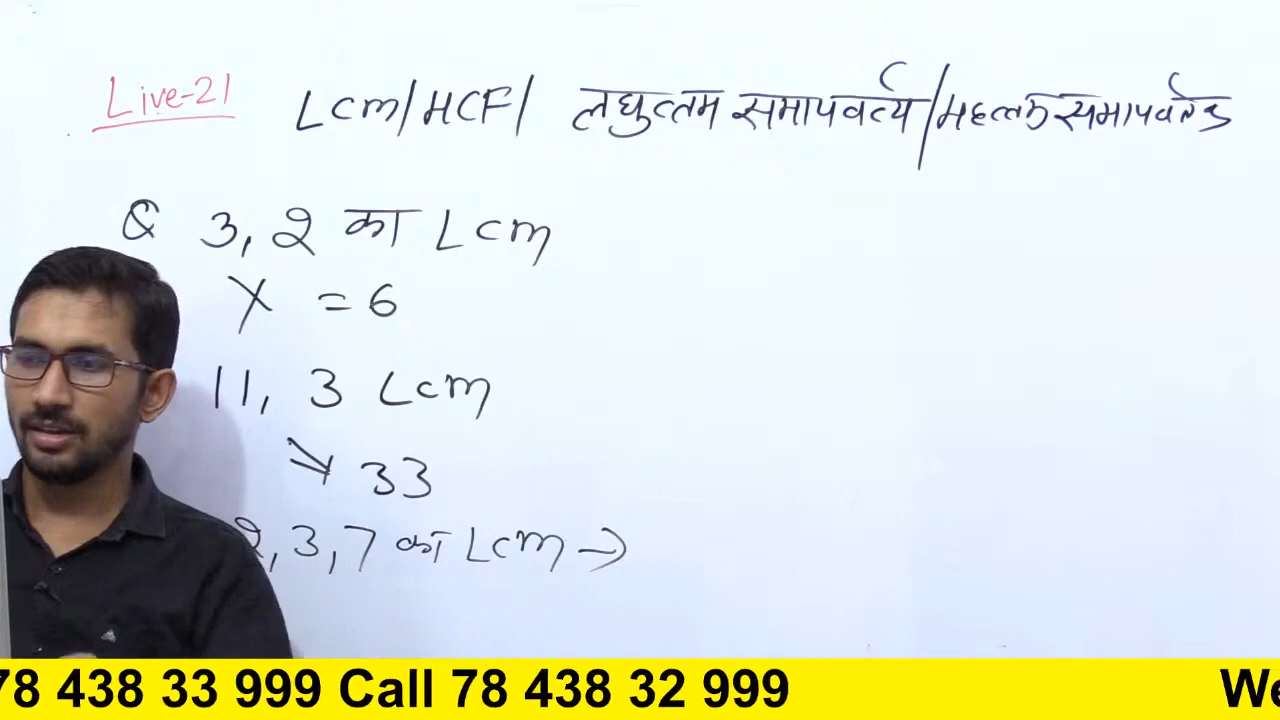 Live-21 Lcm/HCF/ लघुत्तम समापवर्त्य/महत्तम समापवर्तक
Q 3, 2 का Lcm
X = 6
11, 3 Lcm
↘ 33
2, 3, 7 का Lcm →
78 438 33 999 Call 78 438 32 999